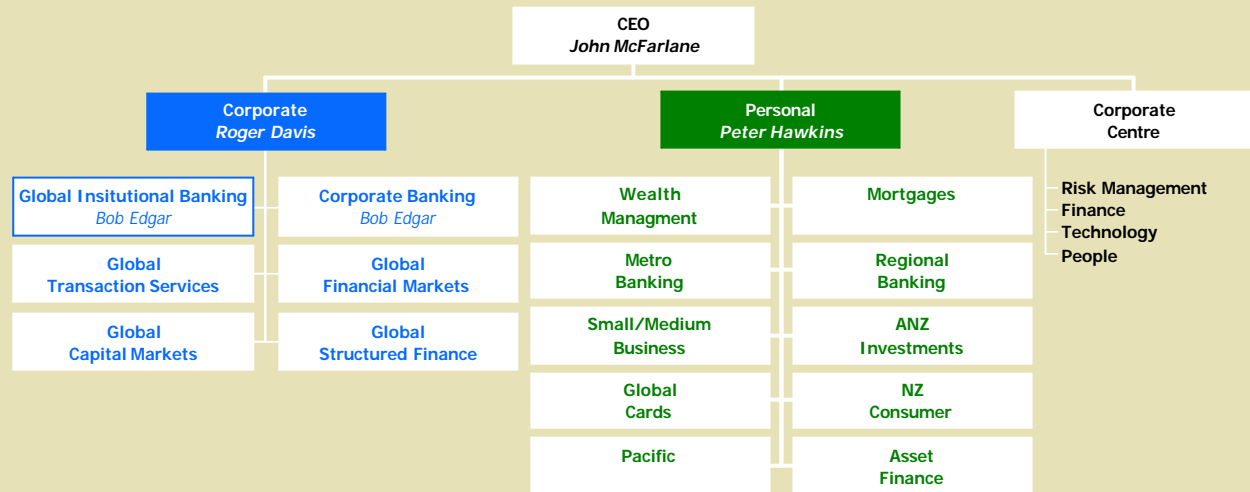 CEO
John McFarlane
Corporate
Roger Davis
Personal
Peter Hawkins
Corporate
Centre
Global Insitutional Banking
Bob Edgar
Corporate Banking
Bob Edgar
Global
Transaction Services
Global
Financial Markets
Global
Capital Markets
Global
Structured Finance
Wealth
Managment
Mortgages
Metro
Banking
Regional
Banking
Small/Medium
Business
ANZ
Investments
Global
Cards
NZ
Consumer
Pacific
Asset
Finance
Risk Management
Finance
Technology
People